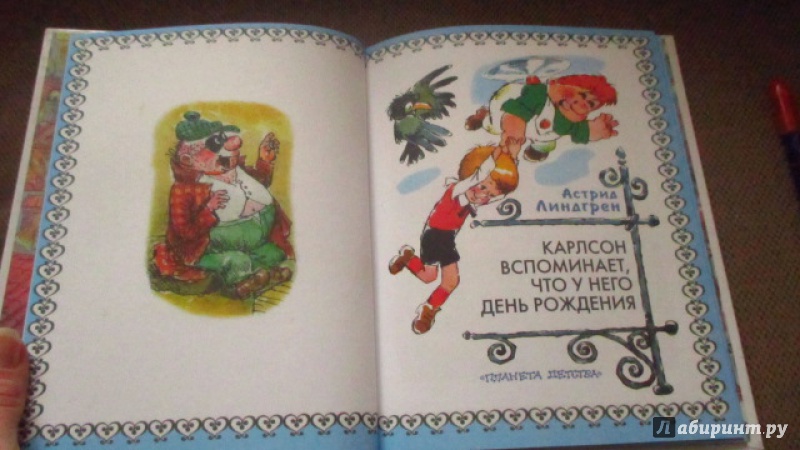 Астрид
Линдгрен
КАРЛСОН
ВСПОМИНАЕТ,
ЧТО У НЕГО
ДЕНЬ РОЖДЕНИЯ
«ПЛАНЕТА ДЕТСТВА»
Лабиринт.ру